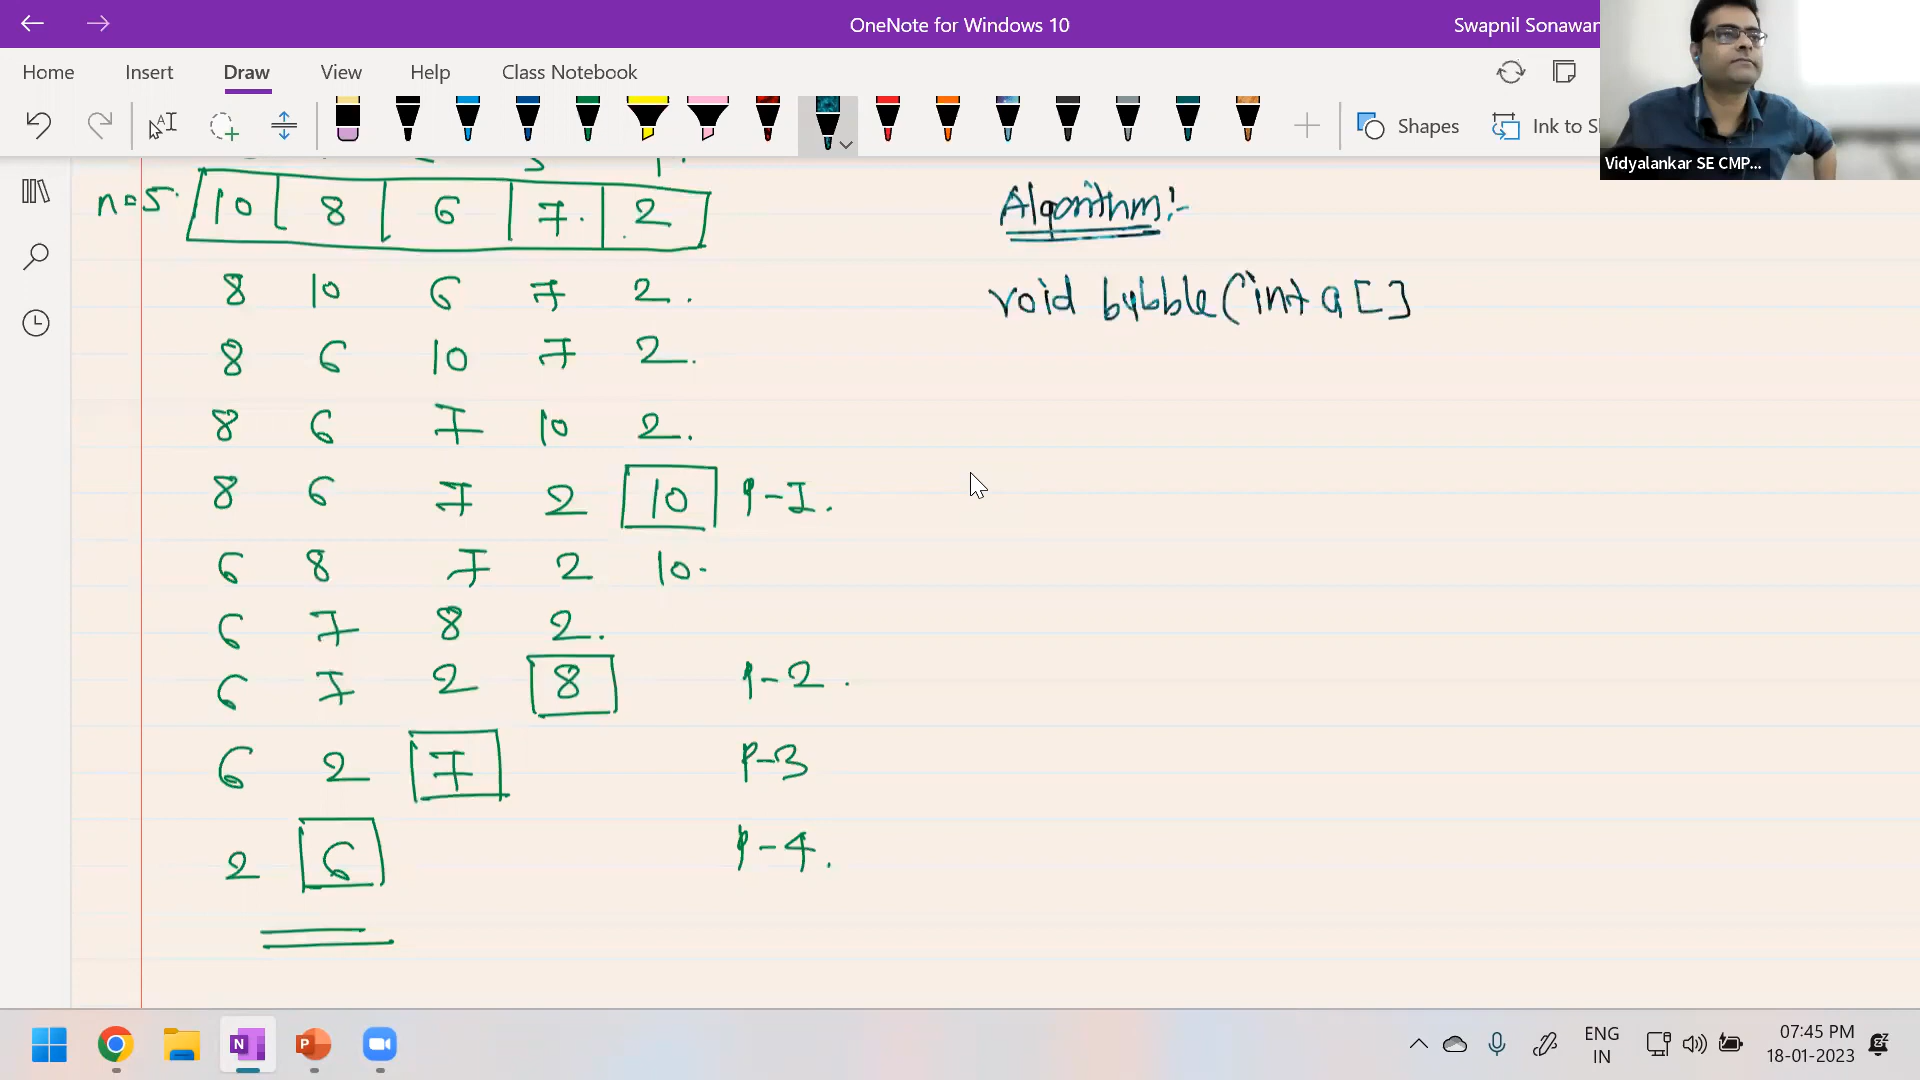 OneNote for Windows 10
Swapnil Sonawar
Home Insert Draw View Help Class Notebook
Shapes
Ink to S
Vidyalankar SE CMP...
n=5. 10 8 6 7. 2
Algorithm:-
8 10 6 7 2.
void bubble(int a[]
8 6 10 7 2.
8 6 7 10 2.
8 6 7 2 10 P-I.
6 8 7 2 10.
6 7 8 2.
6 7 2 8 P-2.
6 2 7 P-3
2 6 P-4.
ENG
IN
07:45 PM
18-01-2023